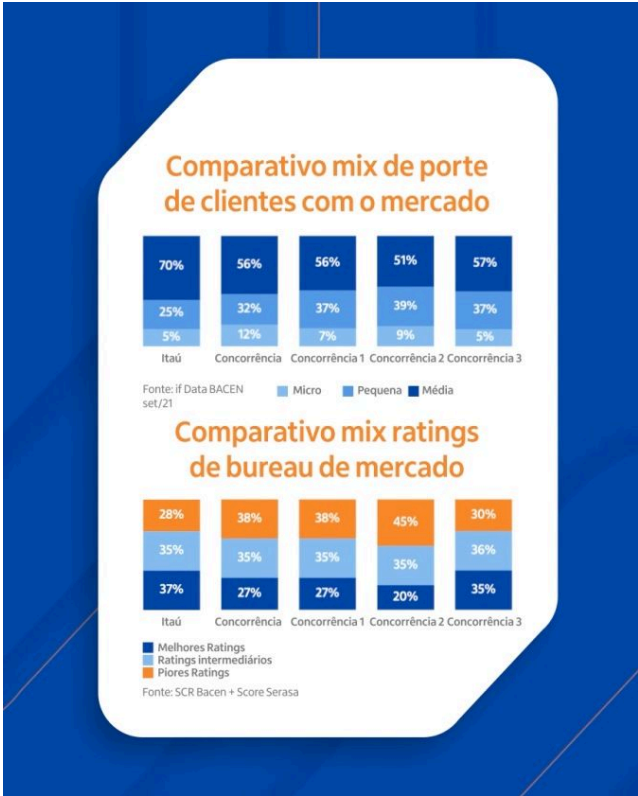 Comparativo mix de porte
de clientes com o mercado
70% 56% 56% 51% 57%
25% 32% 37% 39% 37%
5% 12% 7% 9% 5%
Itaú Concorrência Concorrência 1 Concorrência 2 Concorrência 3
Fonte: if Data BACEN
set/21
Micro Pequena Média
Comparativo mix ratings
de bureau de mercado
28% 38% 38% 45% 30%
35% 35% 35% 35% 36%
37% 27% 27% 20% 35%
Itaú Concorrência Concorrência 1 Concorrência 2 Concorrência 3
Melhores Ratings
Ratings intermediários
Piores Ratings
Fonte: SCR Bacen + Score Serasa